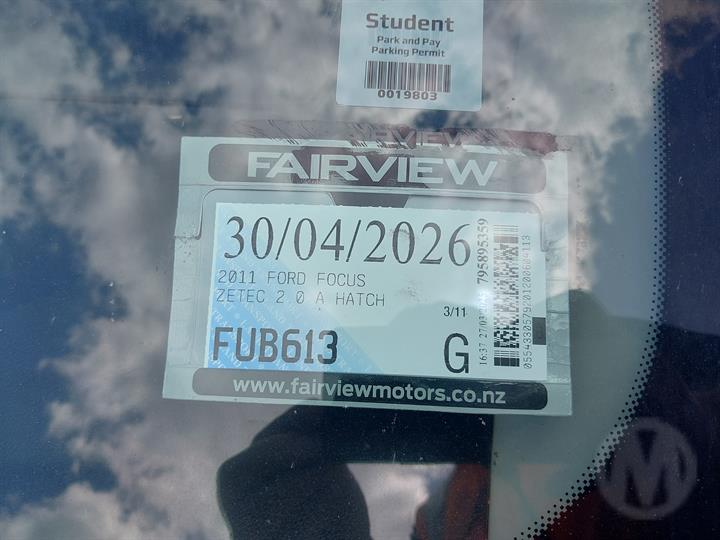 Student
Park and Pay
Parking Permit
0019803
FAIRVIEW
30/04/2026
2011 FORD FOCUS
ZETEC 2.0 A HATCH
3/11
FUB613
G
795895359
www.fairviewmotors.co.nz
M